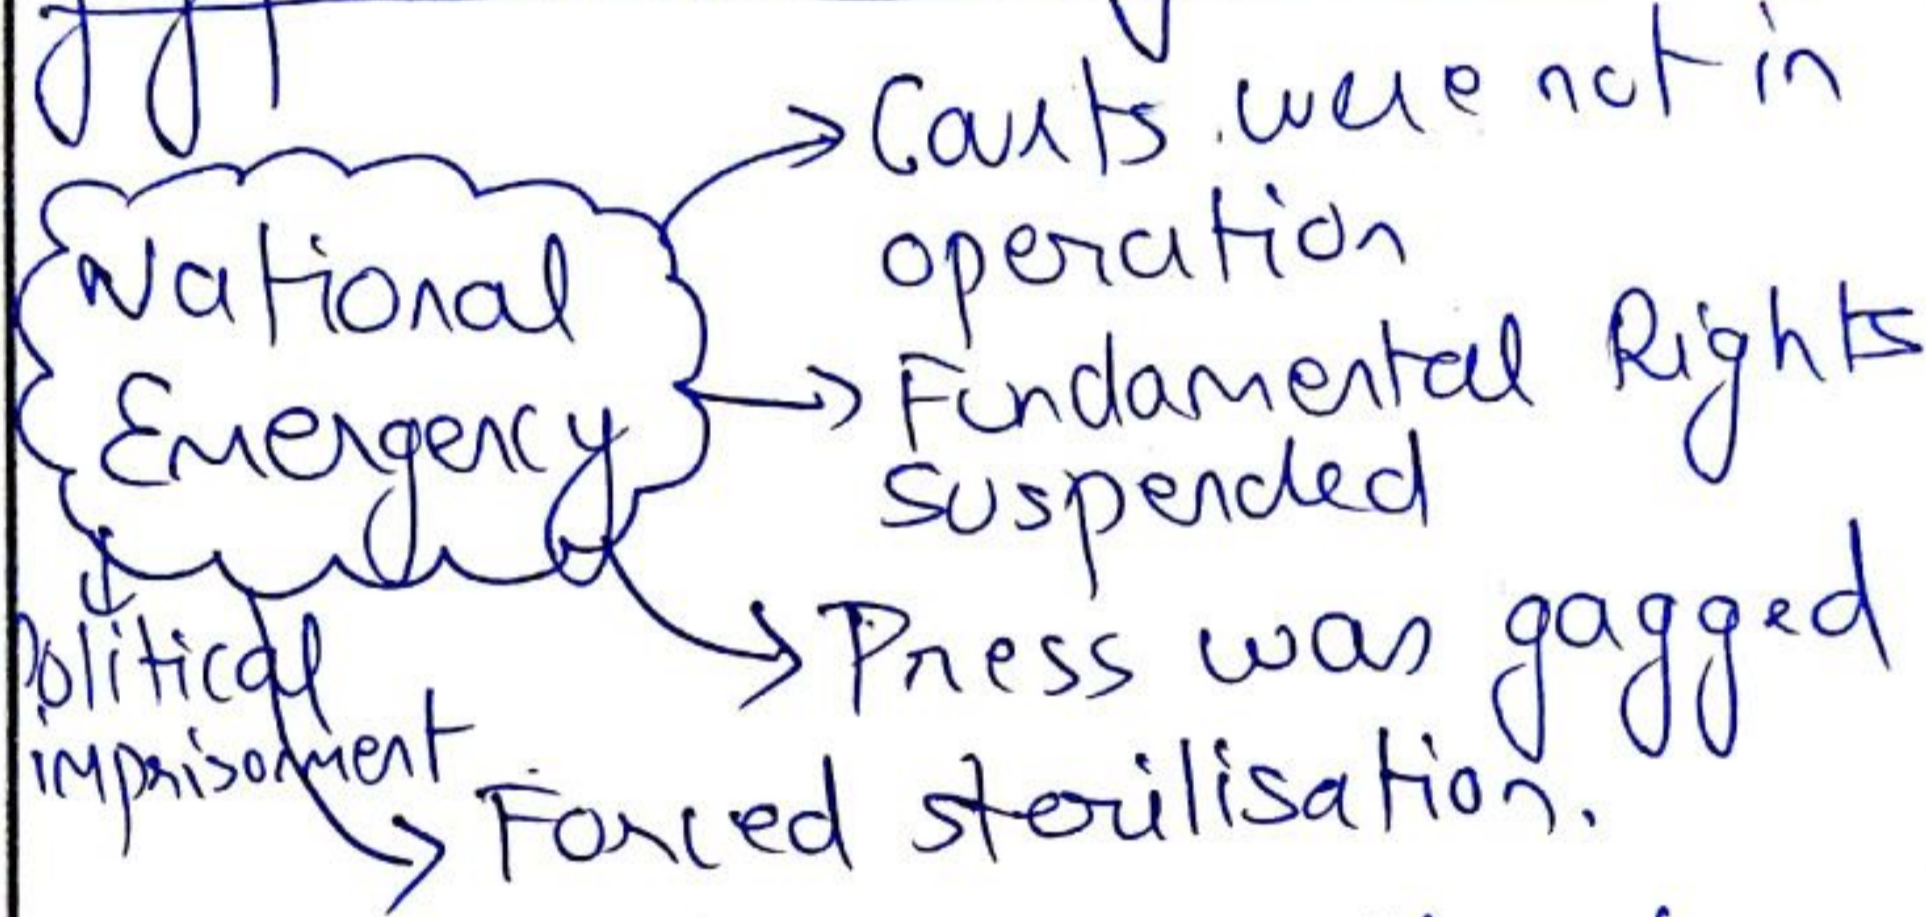 Courts were not in
operation
National
Emergency
Fundamental Rights
suspended
Press was gagged
Political
imprisonment
Forced sterilisation.